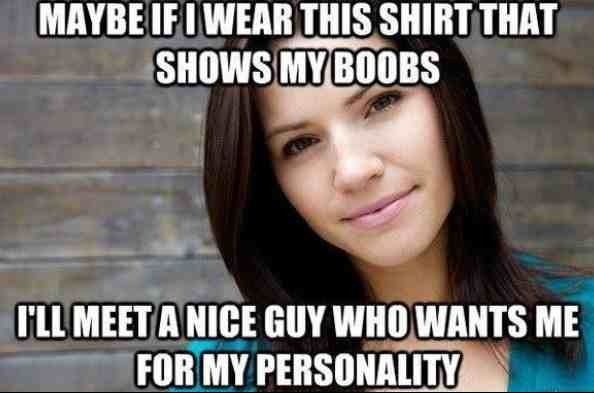 MAYBE IF I WEAR THIS SHIRT THAT
SHOWS MY BOOBS
I'LL MEET A NICE GUY WHO WANTS ME
FOR MY PERSONALITY